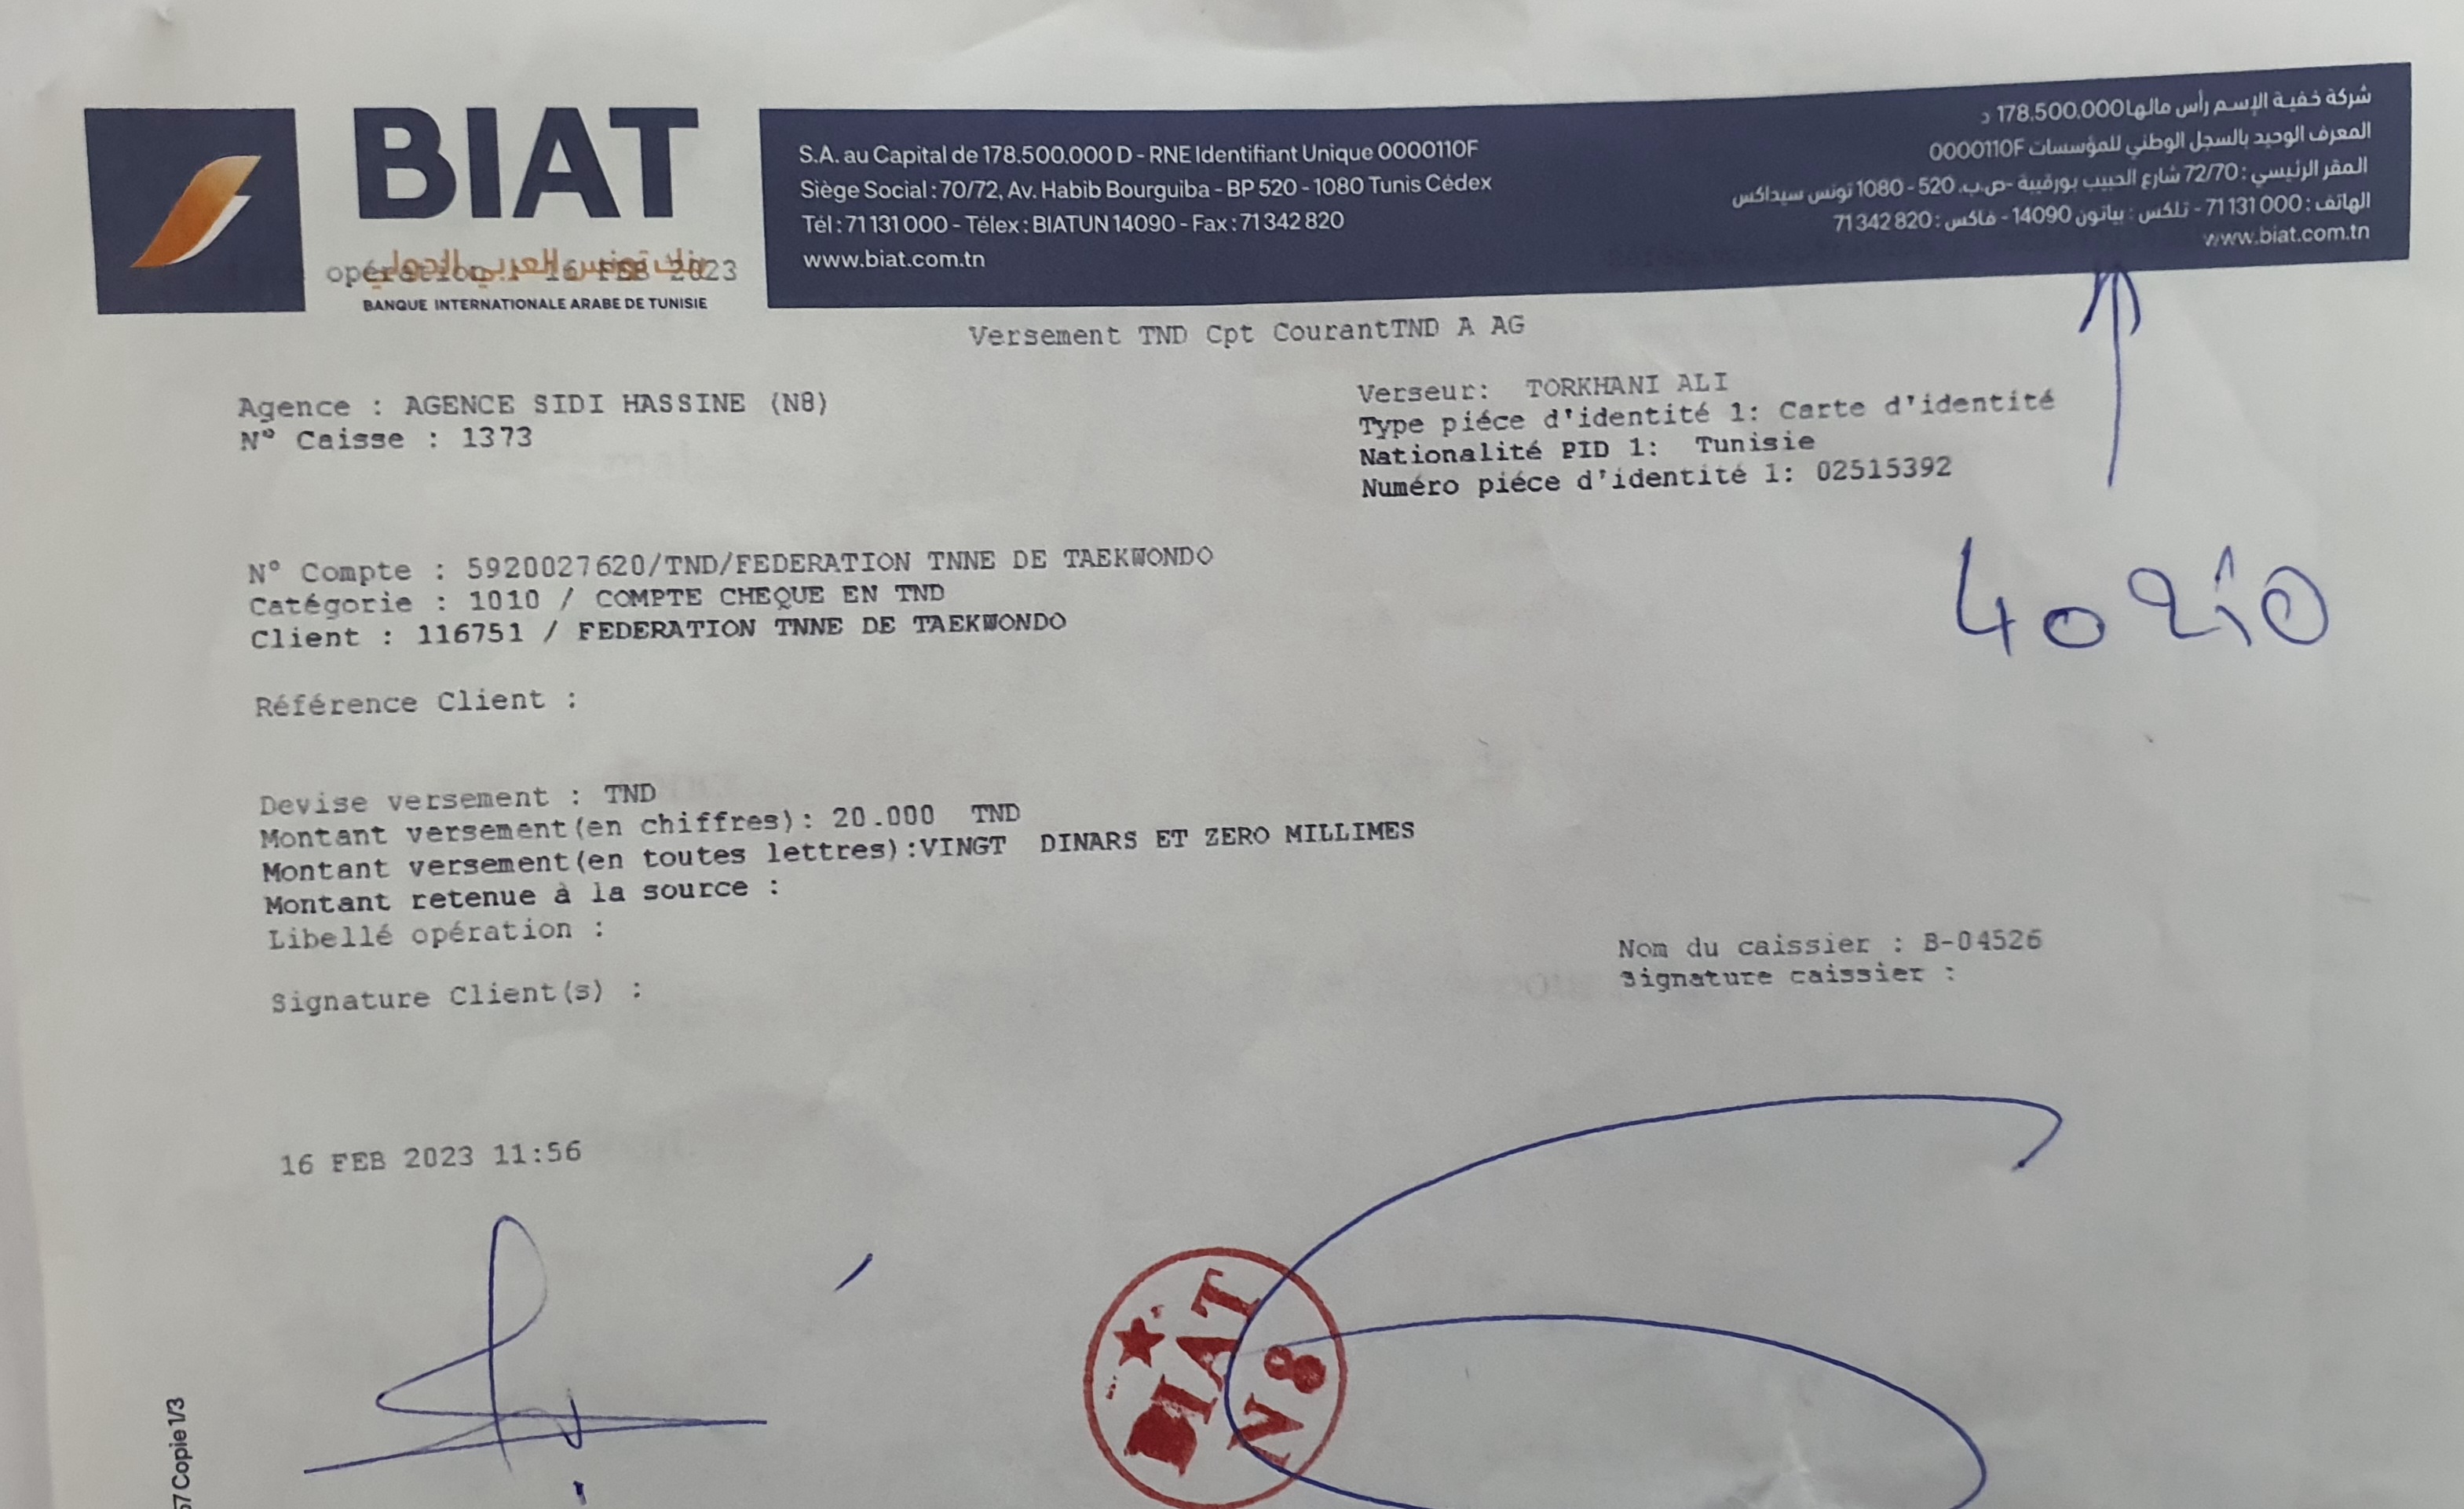 BIAT
بنك تونس العربي الدولي
opération : 16 FEB 2023
BANQUE INTERNATIONALE ARABE DE TUNISIE
S.A. au Capital de 178.500.000 D - RNE Identifiant Unique 0000110F
Siège Social : 70/72, Av. Habib Bourguiba - BP 520 - 1080 Tunis Cédex
Tél : 71 131 000 - Télex : BIATUN 14090 - Fax : 71 342 820
www.biat.com.tn
شركة خفية الإسم رأس مالها 178.500.000 د
المعرف الوحيد بالسجل الوطني للمؤسسات 0000110F
المقر الرئيسي : 72/70 شارع الحبيب بورقيبة -ص.ب. 520 - 1080 تونس سيداكس
الهاتف : 71 131 000 - تلكس : بياتون 14090 - فاكس : 71 342 820
www.biat.com.tn
Versement TND Cpt CourantTND A AG
Agence : AGENCE SIDI HASSINE (N8)
N° Caisse : 1373
Verseur: TORKHANI ALI
Type piéce d'identité 1: Carte d'identité
Nationalité PID 1: Tunisie
Numéro piéce d'identité 1: 02515392
N° Compte : 5920027620/TND/FEDERATION TNNE DE TAEKWONDO
Catégorie : 1010 / COMPTE CHEQUE EN TND
Client : 116751 / FEDERATION TNNE DE TAEKWONDO
Référence Client :
Devise versement : TND
Montant versement(en chiffres): 20.000 TND
Montant versement(en toutes lettres):VINGT DINARS ET ZERO MILLIMES
Montant retenue à la source :
Libellé opération :
Signature Client(s) :
Nom du caissier : B-04526
Signature caissier :
16 FEB 2023 11:56
BIAT
N8
57 Copie 1/3